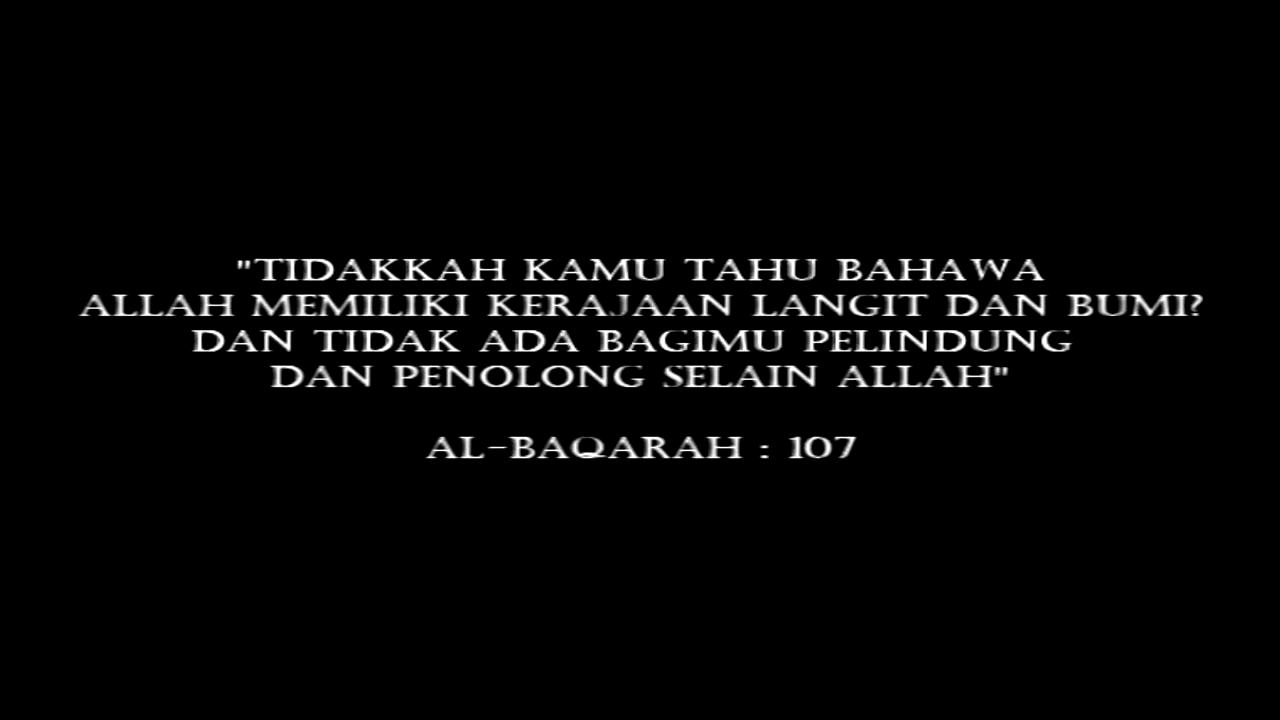 "TIDAKKAH KAMU TAHU BAHAWA
ALLAH MEMILIKI KERAJAAN LANGIT DAN BUMI?
DAN TIDAK ADA BAGIMU PELINDUNG
DAN PENOLONG SELAIN ALLAH"
AL-BAQARAH : 107